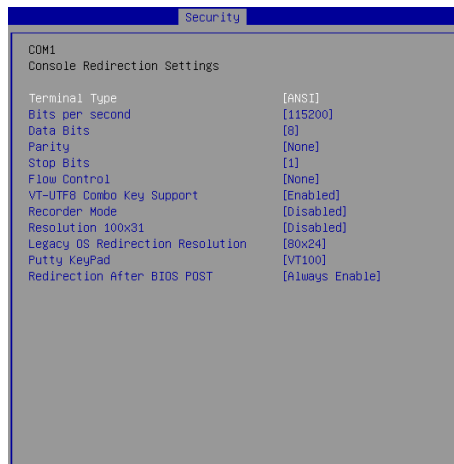 Security
COM1
Console Redirection Settings
Terminal Type [ANSI]
Bits per second [115200]
Data Bits [8]
Parity [None]
Stop Bits [1]
Flow Control [None]
VT-UTF8 Combo Key Support [Enabled]
Recorder Mode [Disabled]
Resolution 100x31 [Disabled]
Legacy OS Redirection Resolution [80x24]
Putty KeyPad [VT100]
Redirection After BIOS POST [Always Enable]